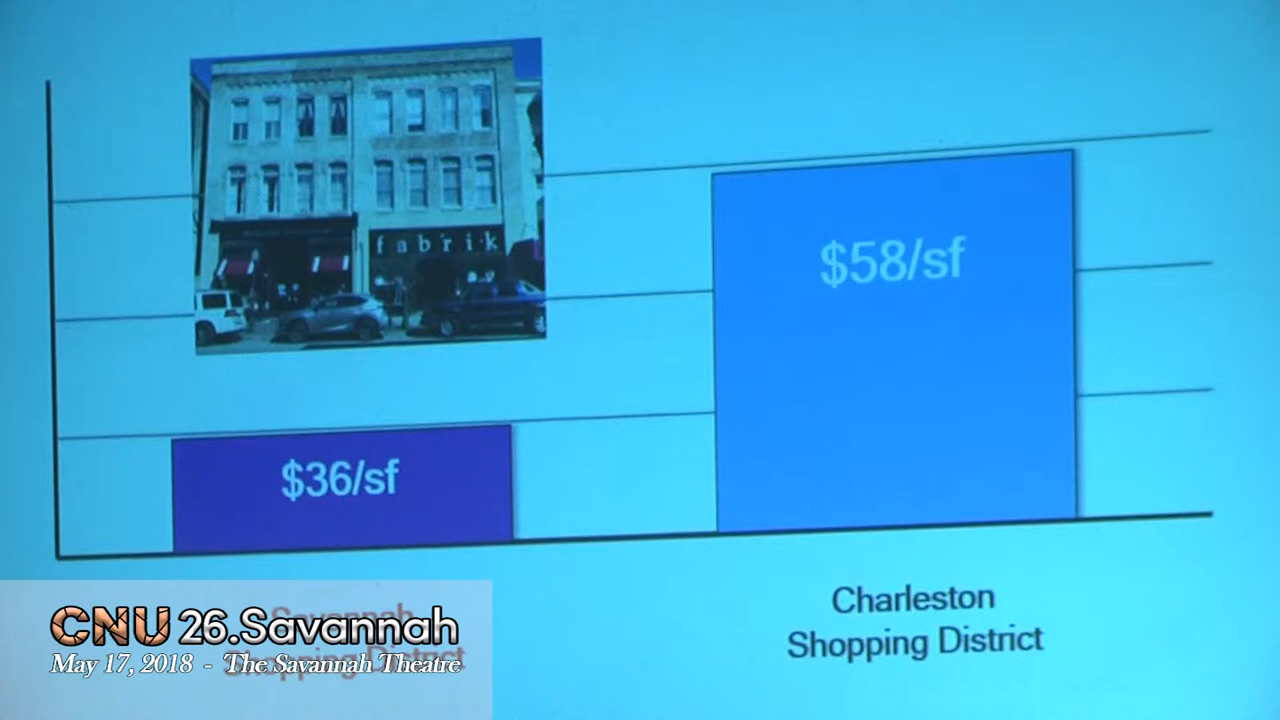 fabrik
$58/sf
$36/sf
Charleston
Shopping District
Savannah
Shopping District
CNU 26.Savannah
May 17, 2018 - The Savannah Theatre